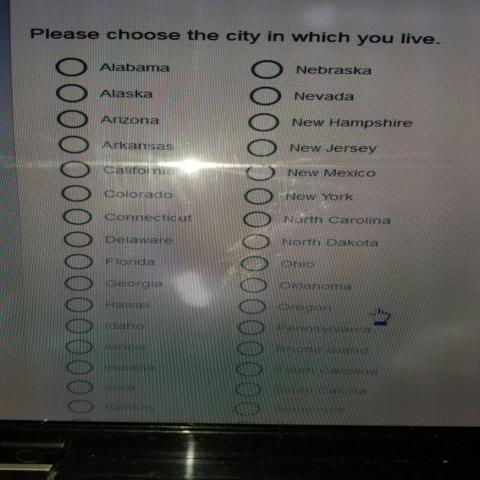 Please choose the city in which you live.
Alabama
Alaska
Arizona
Arkansas
California
Colorado
Connecticut
Delaware
Florida
Georgia
Hawaii
Idaho
Illinois
Indiana
Iowa
Kansas
Nebraska
Nevada
New Hampshire
New Jersey
New Mexico
New York
North Carolina
North Dakota
Ohio
Oklahoma
Oregon
Pennsylvania
Rhode Island
South Carolina
South Dakota
Tennessee